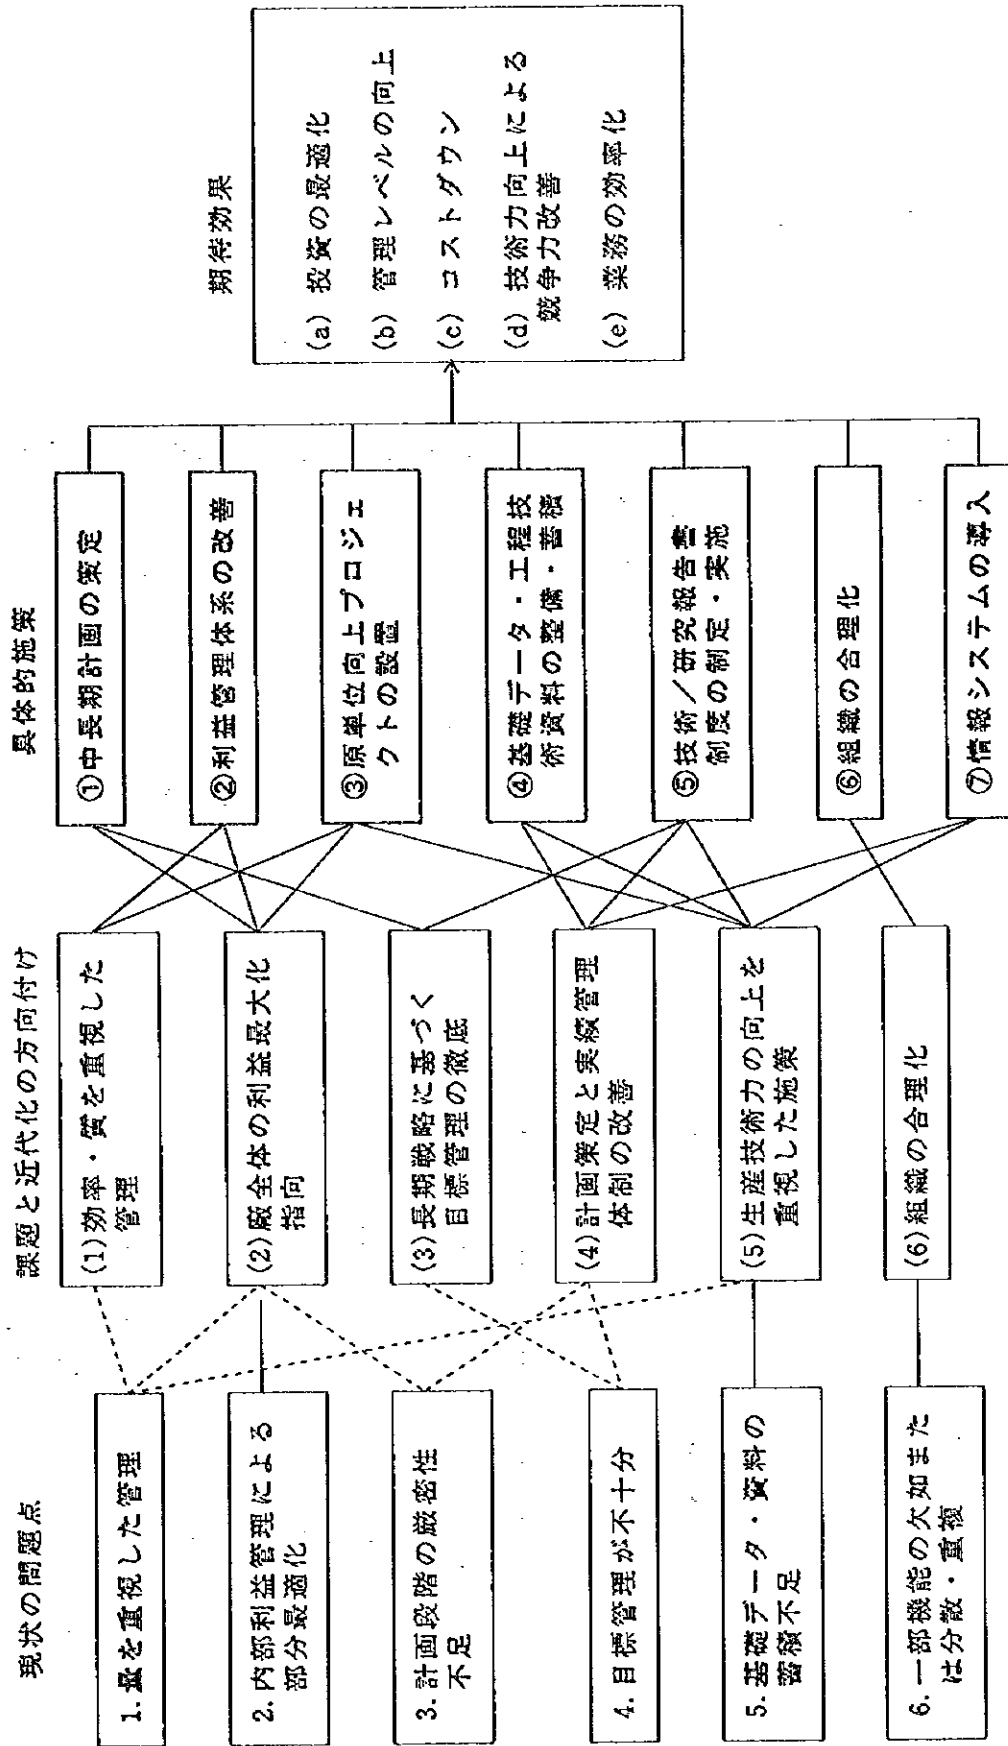 現状の問題点
1.量を重視した管理
2.内部利益管理による
部分最適化
3.計画段階の厳密性
不足
4.目標管理が不十分
5.基礎データ・資料の
蓄積不足
6.一部機能の欠如また
は分散・重複
課題と近代化の方向付け
(1)効率・質を重視した
管理
(2)廠全体の利益最大化
指向
(3)長期戦略に基づく
目標管理の徹底
(4)計画策定と実績管理
体制の改善
(5)生産技術力の向上を
重視した施策
(6)組織の合理化
具体的施策
①中長期計画の策定
②利益管理体系の改善
③原単位向上プロジェ
クトの設置
④基礎データ・工程技
術資料の整備・蓄積
⑤技術／研究報告書
制度の制定・実施
⑥組織の合理化
⑦情報システムの導入
期待効果
(a) 投資の最適化
(b) 管理レベルの向上
(c) コストダウン
(d) 技術力向上による
競争力改善
(e) 業務の効率化